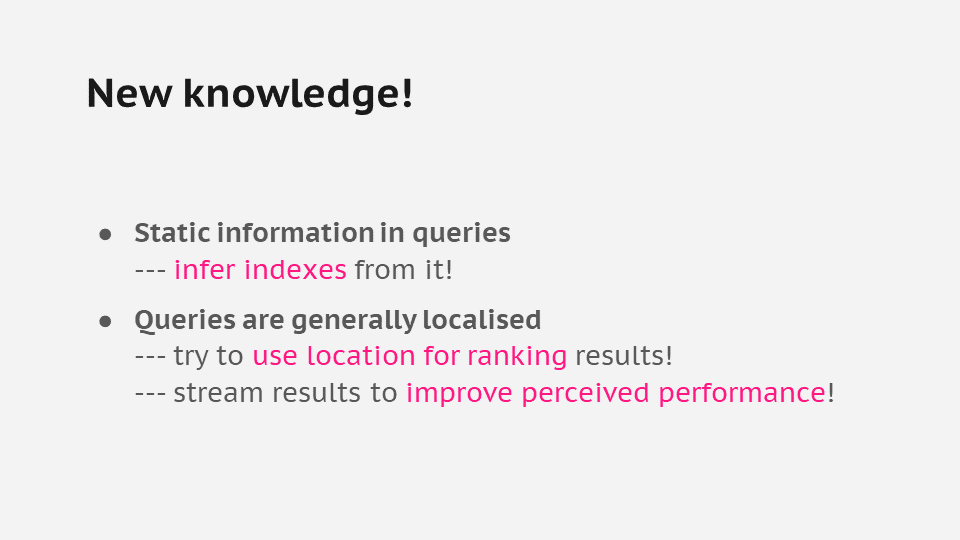 New knowledge!
● Static information in queries
--- infer indexes from it!
● Queries are generally localised
--- try to use location for ranking results!
--- stream results to improve perceived performance!